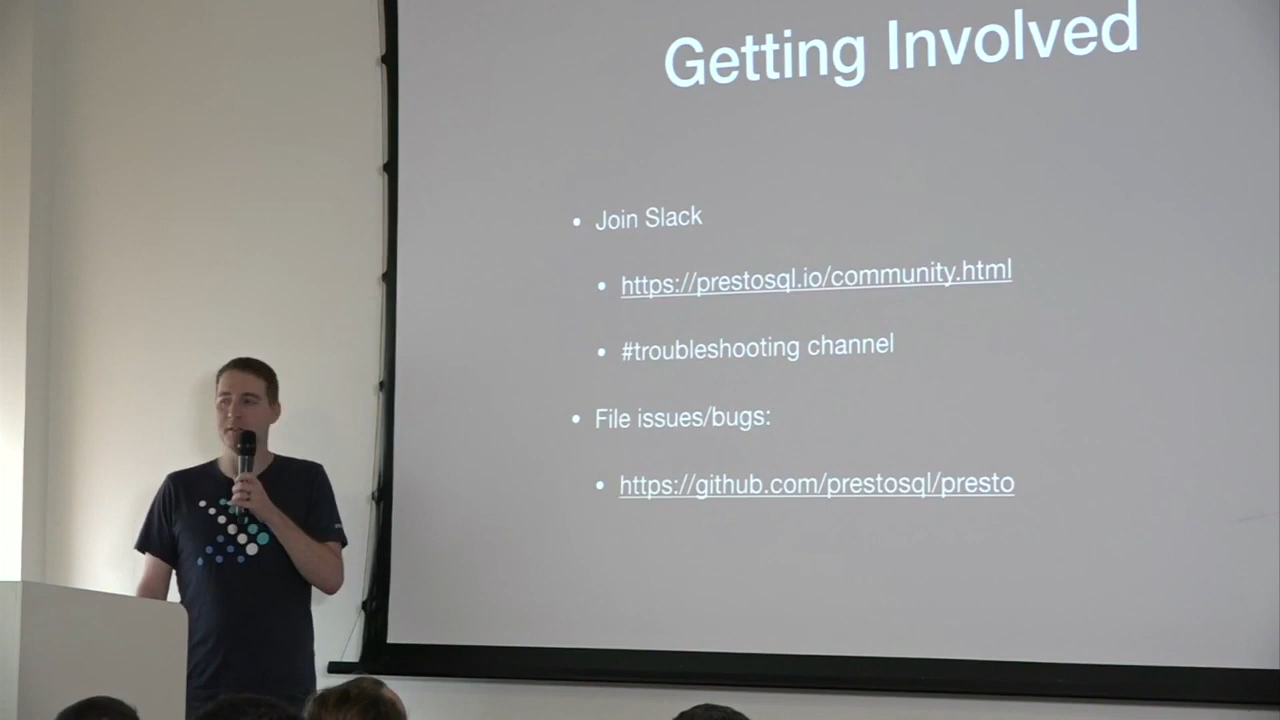 Getting Involved
• Join Slack
• https://prestosql.io/community.html
• #troubleshooting channel
• File issues/bugs:
• https://github.com/prestosql/presto